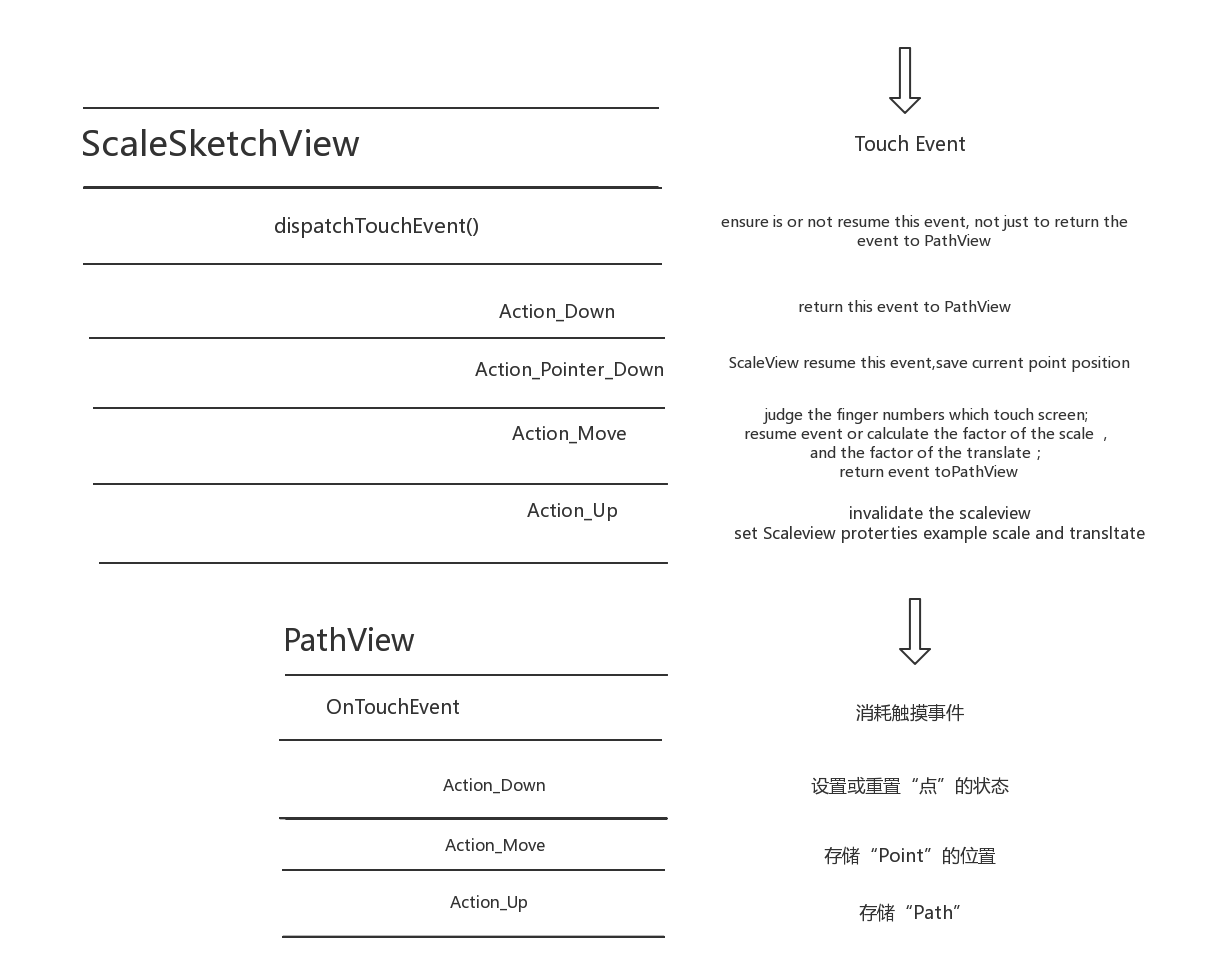 ScaleSketchView
Touch Event
dispatchTouchEvent()
ensure is or not resume this event, not just to return the
event to PathView
Action_Down
return this event to PathView
Action_Pointer_Down
ScaleView resume this event,save current point position
Action_Move
judge the finger numbers which touch screen;
resume event or calculate the factor of the scale ，
and the factor of the translate；
return event toPathView
Action_Up
invalidate the scaleview
set Scaleview proterties example scale and transltate
PathView
OnTouchEvent
消耗触摸事件
Action_Down
设置或重置“点”的状态
Action_Move
存储“Point”的位置
Action_Up
存储“Path”